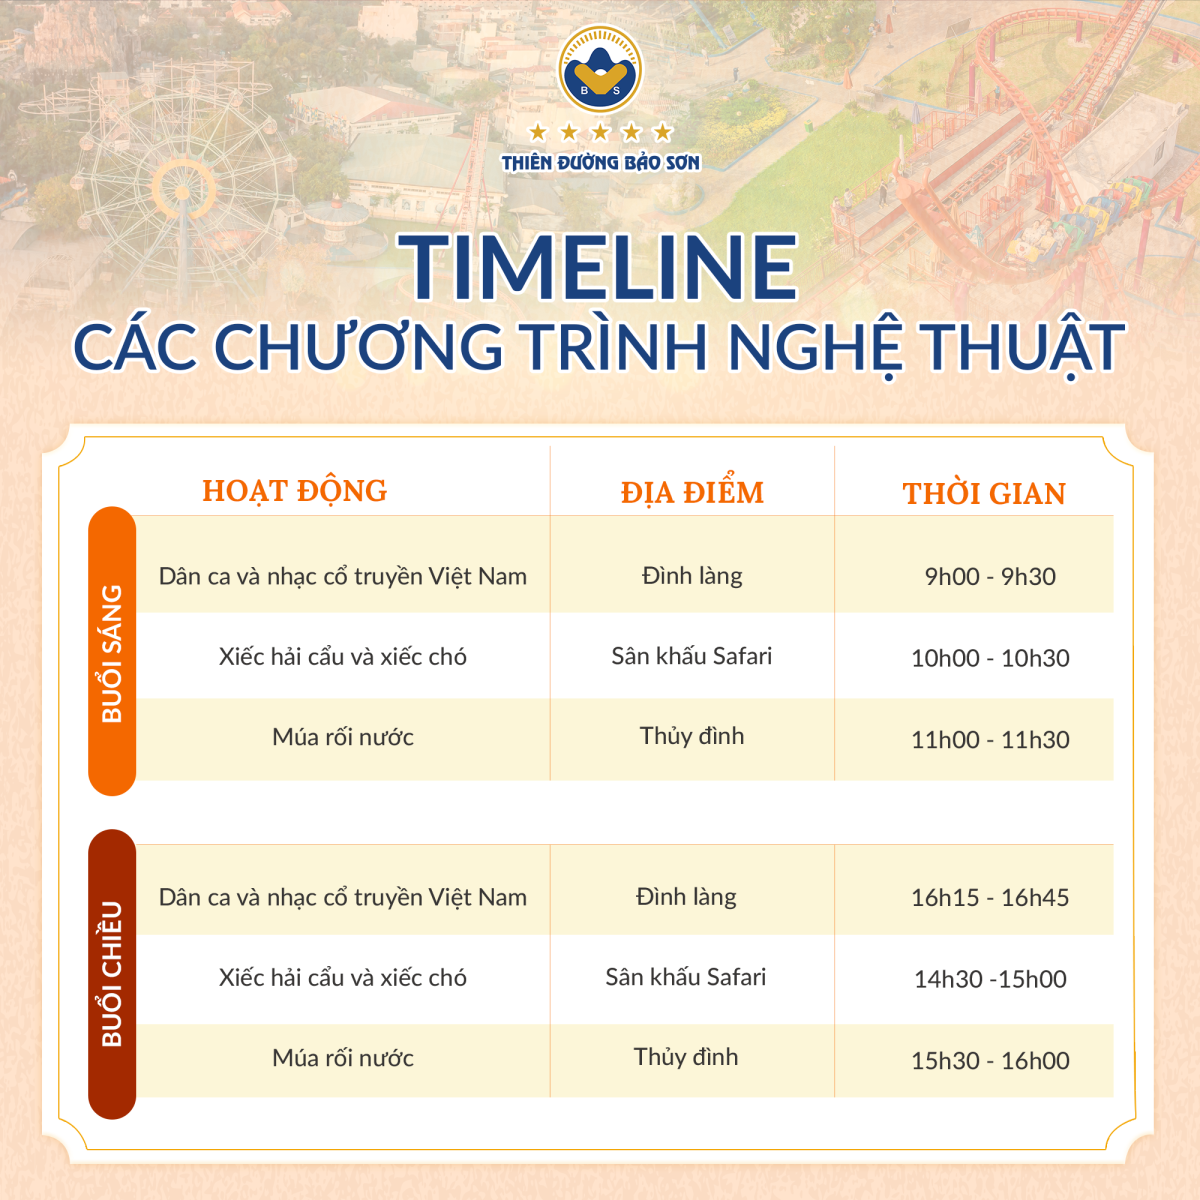 B S
THIÊN ĐƯỜNG BẢO SƠN
TIMELINE
CÁC CHƯƠNG TRÌNH NGHỆ THUẬT
HOẠT ĐỘNG ĐỊA ĐIỂM THỜI GIAN
BUỔI SÁNG
Dân ca và nhạc cổ truyền Việt Nam Đình làng 9h00 - 9h30
Xiếc hải cẩu và xiếc chó Sân khấu Safari 10h00 - 10h30
Múa rối nước Thủy đình 11h00 - 11h30
BUỔI CHIỀU
Dân ca và nhạc cổ truyền Việt Nam Đình làng 16h15 - 16h45
Xiếc hải cẩu và xiếc chó Sân khấu Safari 14h30 -15h00
Múa rối nước Thủy đình 15h30 - 16h00